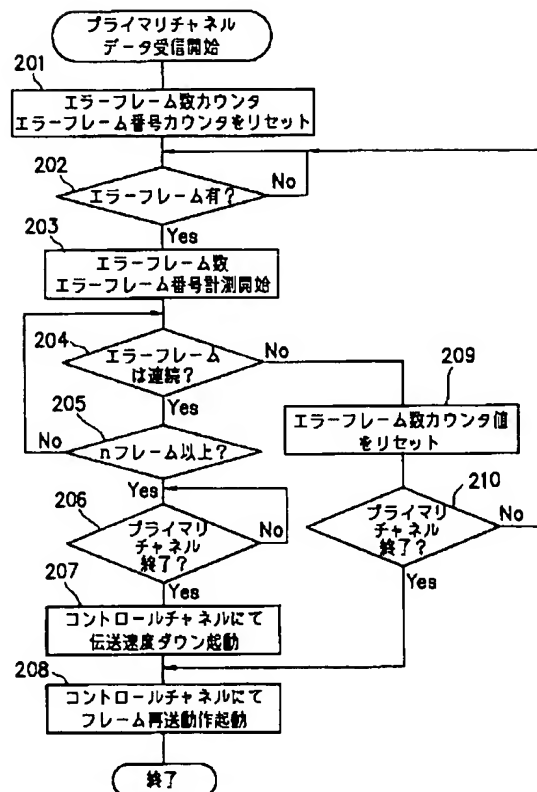 プライマリチャネル
データ受信開始
201
エラーフレーム数カウンタ
エラーフレーム番号カウンタをリセット
202
エラーフレーム有?
No
Yes
203
エラーフレーム数
エラーフレーム番号計測開始
204
エラーフレーム
は連続?
No
Yes
205
nフレーム以上?
No
Yes
206
プライマリ
チャネル
終了?
No
Yes
207
コントロールチャネルにて
伝送速度ダウン起動
208
コントロールチャネルにて
フレーム再送動作起動
終了
209
エラーフレーム数カウンタ値
をリセット
210
プライマリ
チャネル
終了?
No
Yes